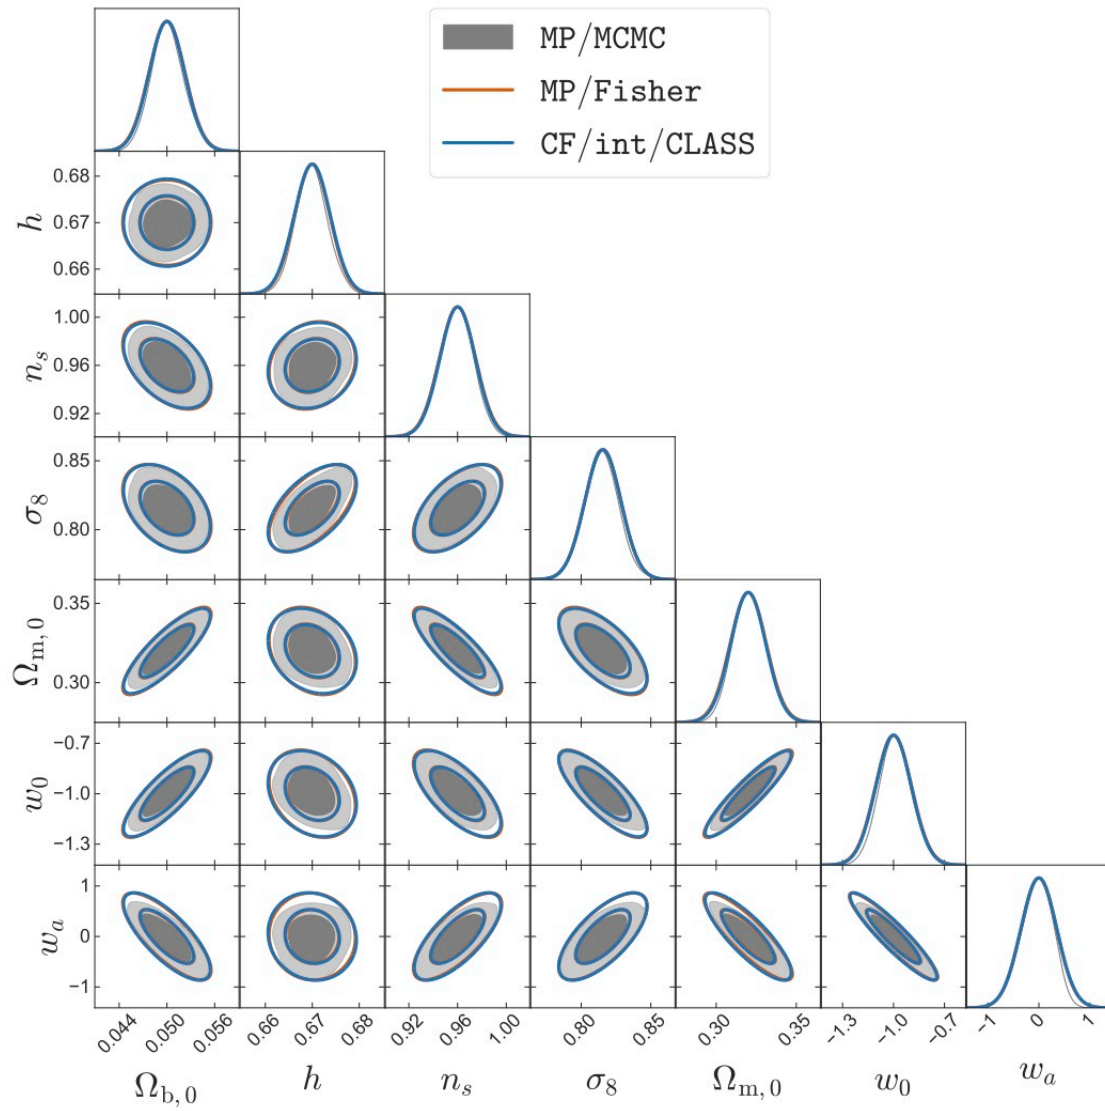 MP/MCMC
MP/Fisher
CF/int/CLASS
0.68
0.67
0.66
h
1.00
0.96
0.92
n_s
0.85
0.80
σ_8
0.35
0.30
Ω_{m,0}
−0.7
−1.0
−1.3
w_0
1
0
−1
w_a
0.044 0.050 0.056 0.66 0.67 0.68 0.92 0.96 1.00 0.80 0.85 0.30 0.35 −1.3 −1.0 −0.7 −1 0 1
Ω_{b,0} h n_s σ_8 Ω_{m,0} w_0 w_a